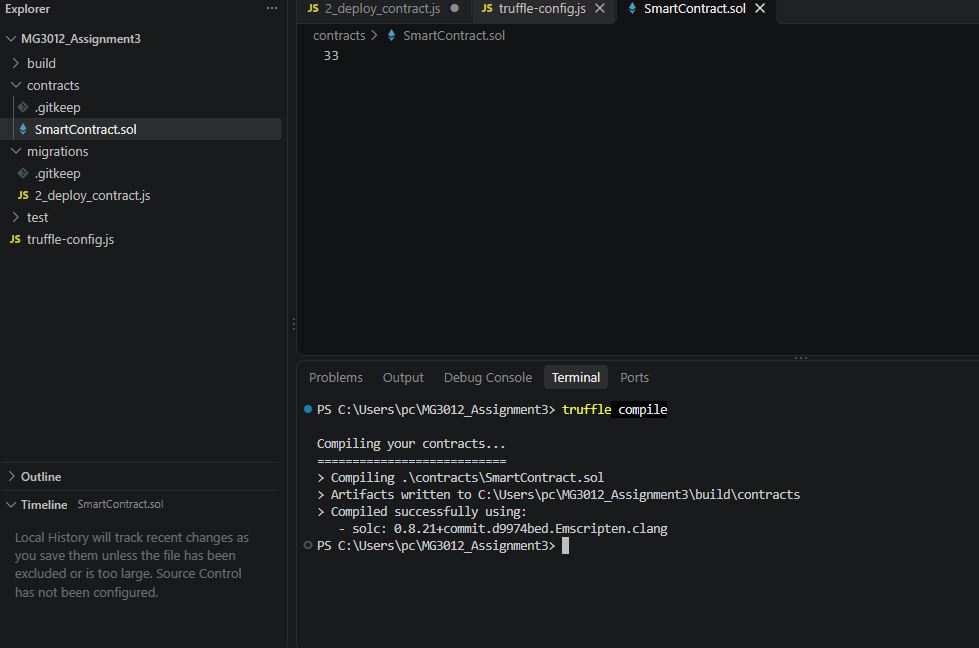 Explorer ···
MG3012_Assignment3
build
contracts
.gitkeep
SmartContract.sol
migrations
.gitkeep
JS 2_deploy_contract.js
test
JS truffle-config.js
Outline
Timeline SmartContract.sol
Local History will track recent changes as
you save them unless the file has been
excluded or is too large. Source Control
has not been configured.
JS 2_deploy_contract.js JS truffle-config.js SmartContract.sol
contracts > SmartContract.sol
33
Problems Output Debug Console Terminal Ports
PS C:\Users\pc\MG3012_Assignment3> truffle compile
Compiling your contracts...
===========================
> Compiling .\contracts\SmartContract.sol
> Artifacts written to C:\Users\pc\MG3012_Assignment3\build\contracts
> Compiled successfully using:
- solc: 0.8.21+commit.d9974bed.Emscripten.clang
PS C:\Users\pc\MG3012_Assignment3>